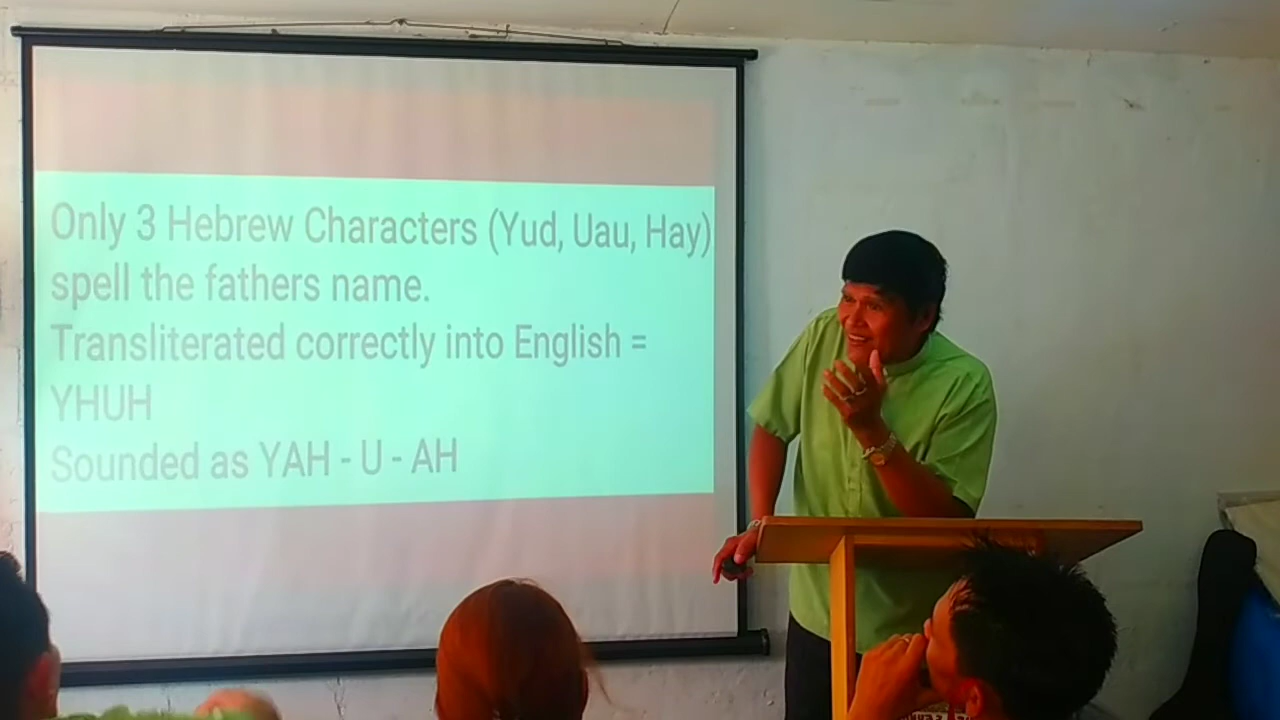 Only 3 Hebrew Characters (Yud, Uau, Hay)
spell the fathers name.
Transliterated correctly into English =
YHUH
Sounded as YAH - U - AH